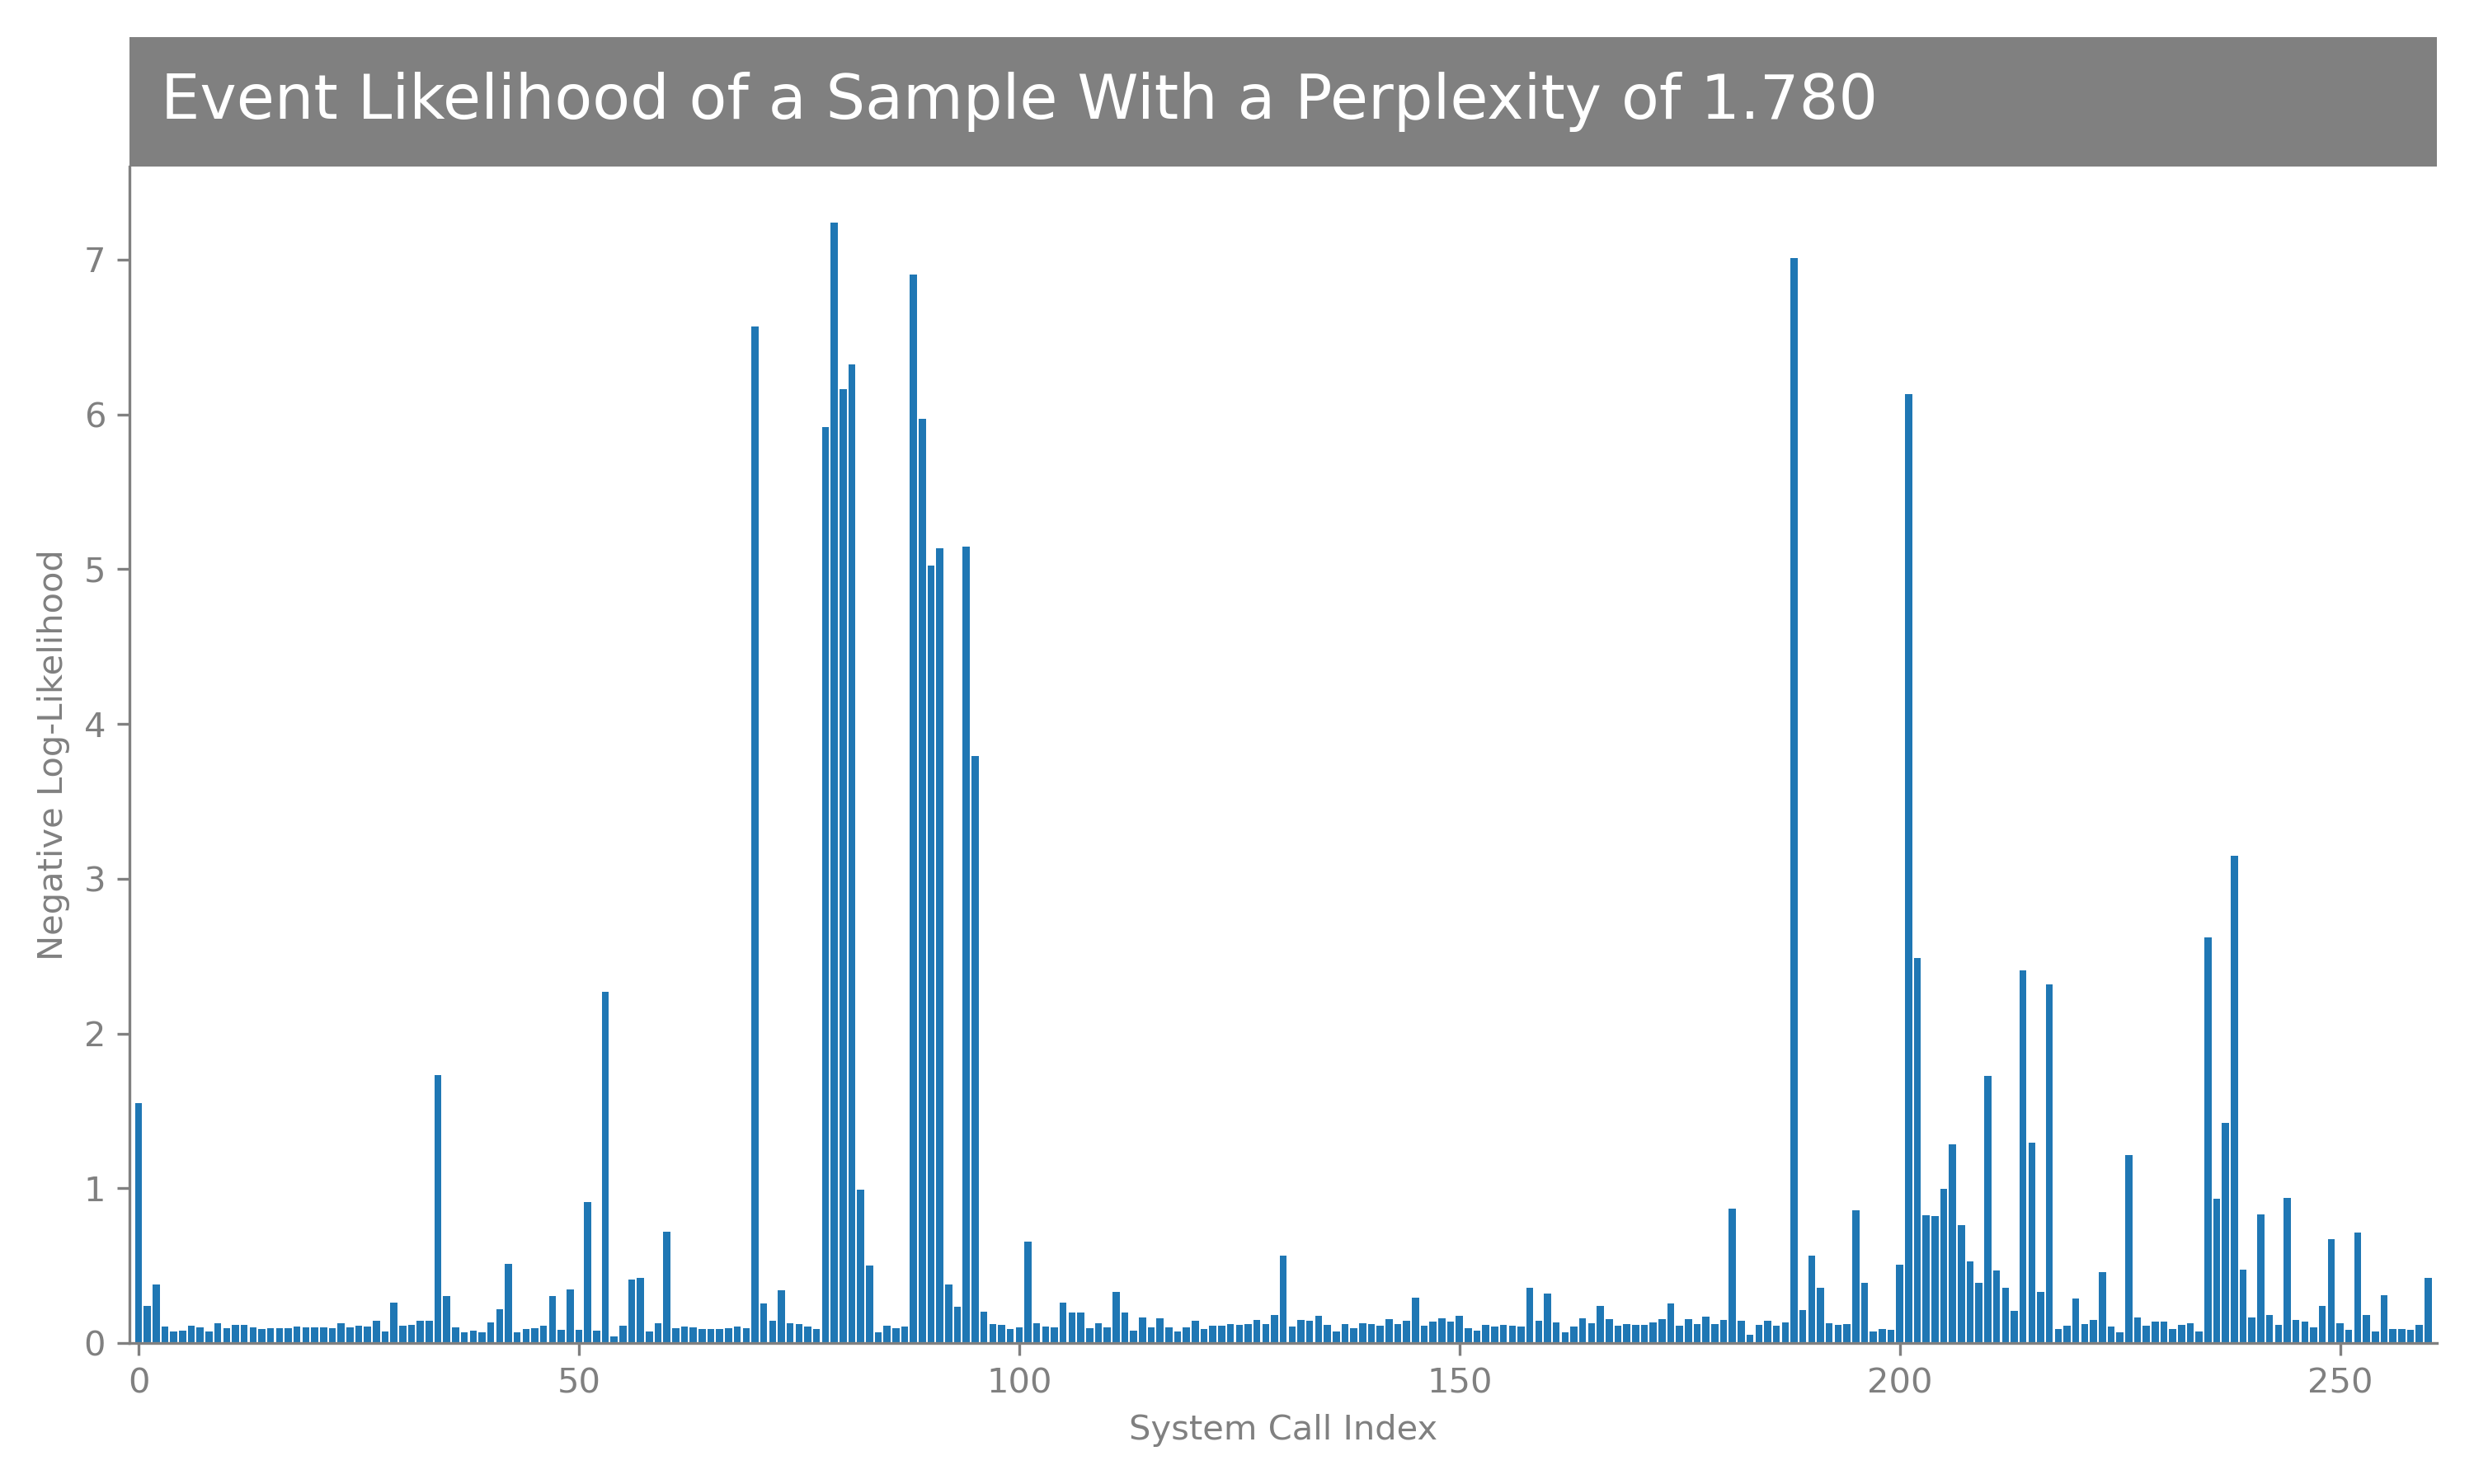 Event Likelihood of a Sample With a Perplexity of 1.780
7
6
5
4
3
2
1
0
Negative Log-Likelihood
0 50 100 150 200 250
System Call Index